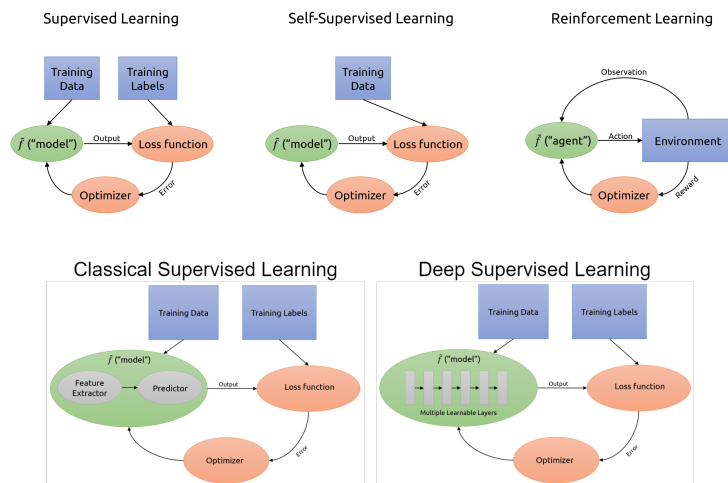 Supervised Learning
Training
Data
Training
Labels
f̃ ("model")
Output
Loss function
Optimizer
Error
Self-Supervised Learning
Training
Data
f̃ ("model")
Output
Loss function
Optimizer
Error
Reinforcement Learning
Observation
f̃ ("agent")
Action
Environment
Optimizer
Reward
Classical Supervised Learning
Training Data
Training Labels
f̃ ("model")
Feature
Extractor
Predictor
Output
Loss function
Optimizer
Error
Deep Supervised Learning
Training Data
Training Labels
f̃ ("model")
Multiple Learnable Layers
Output
Loss function
Optimizer
Error